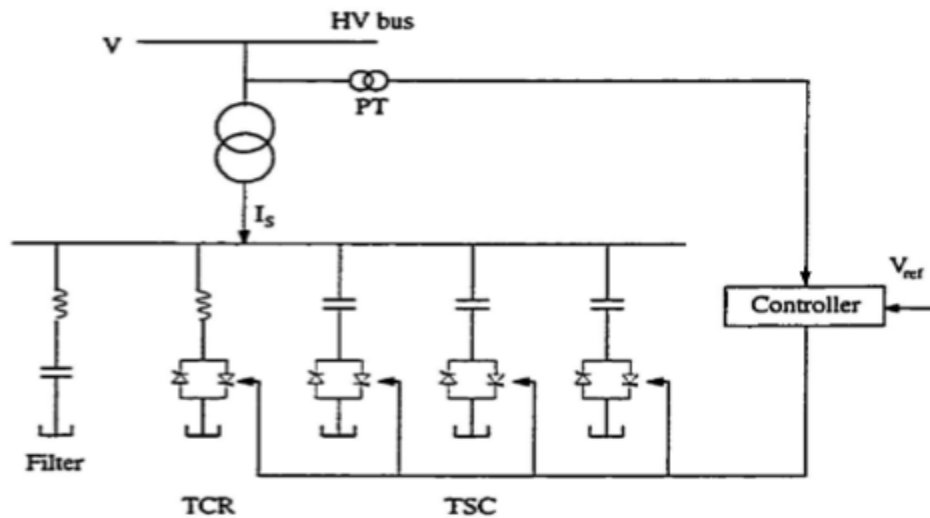 HV bus
V
PT
I_S
V_ref
Controller
Filter
TCR
TSC